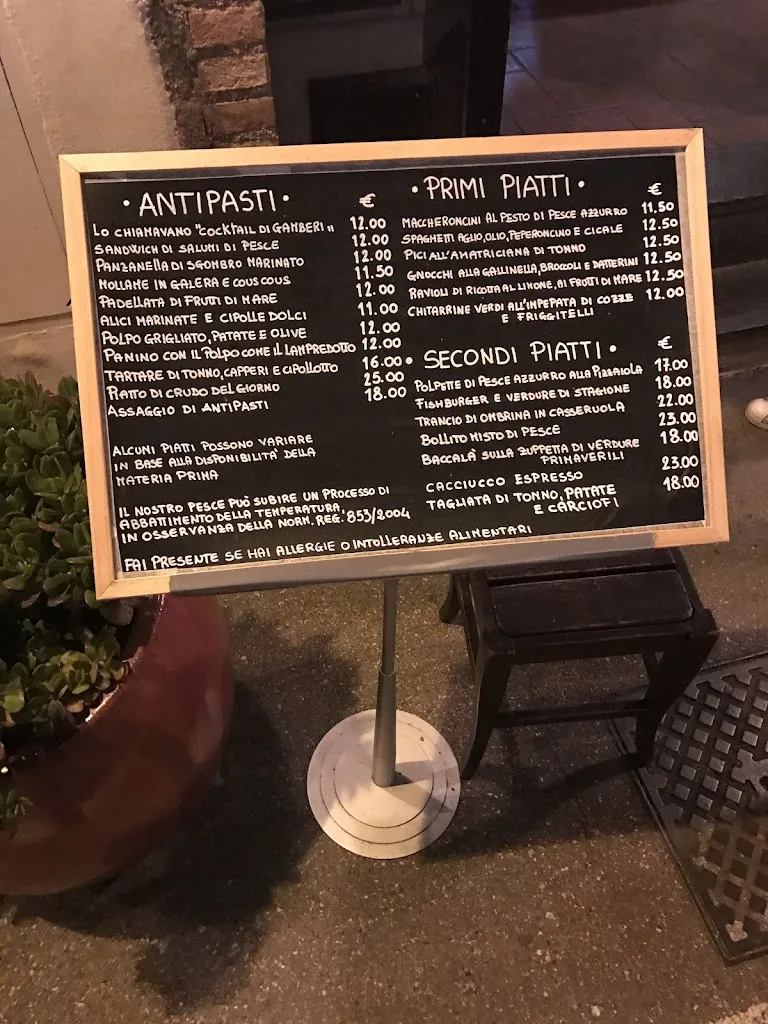 • ANTIPASTI • €
LO CHIAMAVANO "COCKTAIL DI GAMBERI" 12.00
SANDWICH DI SALUMI DI PESCE 12.00
PANZANELLA DI SGOMBRO MARINATO 12.00
MOLLAME IN GALERA E COUS COUS 11.50
PADELLATA DI FRUTTI DI MARE 12.00
ALICI MARINATE E CIPOLLE DOLCI 11.00
POLPO GRIGLIATO, PATATE E OLIVE 12.00
PANINO CON IL POLPO COME IL LAMPREDOTTO 12.00
TARTARE DI TONNO, CAPPERI E CIPOLLOTTO 16.00
PIATTO DI CRUDO DEL GIORNO 25.00
ASSAGGIO DI ANTIPASTI 18.00
ALCUNI PIATTI POSSONO VARIARE
IN BASE ALLA DISPONIBILITA' DELLA
MATERIA PRIMA
IL NOSTRO PESCE PUÒ SUBIRE UN PROCESSO DI
ABBATTIMENTO DELLA TEMPERATURA,
IN OSSERVANZA DELLA NORM. REG. 853/2004
FAI PRESENTE SE HAI ALLERGIE O INTOLLERANZE ALIMENTARI
• PRIMI PIATTI • €
MACCHERONCINI AL PESTO DI PESCE AZZURRO 11.50
SPAGHETTI AGLIO, OLIO, PEPERONCINO E CICALE 12.50
PICI ALL'AMATRICIANA DI TONNO 12.50
GNOCCHI ALLA GALLINELLA, BROCCOLI E DATTERINI 12.50
RAVIOLI DI RICOTTA AL LIMONE, AI FRUTTI DI MARE 12.50
CHITARRINE VERDI ALL'IMPEPATA DI COZZE 12.00
E FRIGGITELLI
• SECONDI PIATTI • €
POLPETTE DI PESCE AZZURRO ALLA PIZZAIOLA 17.00
FISHBURGER E VERDURE DI STAGIONE 18.00
TRANCIO DI OMBRINA IN CASSERUOLA 22.00
BOLLITO MISTO DI PESCE 23.00
BACCALÀ SULLA ZUPPETTA DI VERDURE 18.00
PRIMAVERILI
CACCIUCCO ESPRESSO 23.00
TAGLIATA DI TONNO, PATATE 18.00
E CARCIOFI